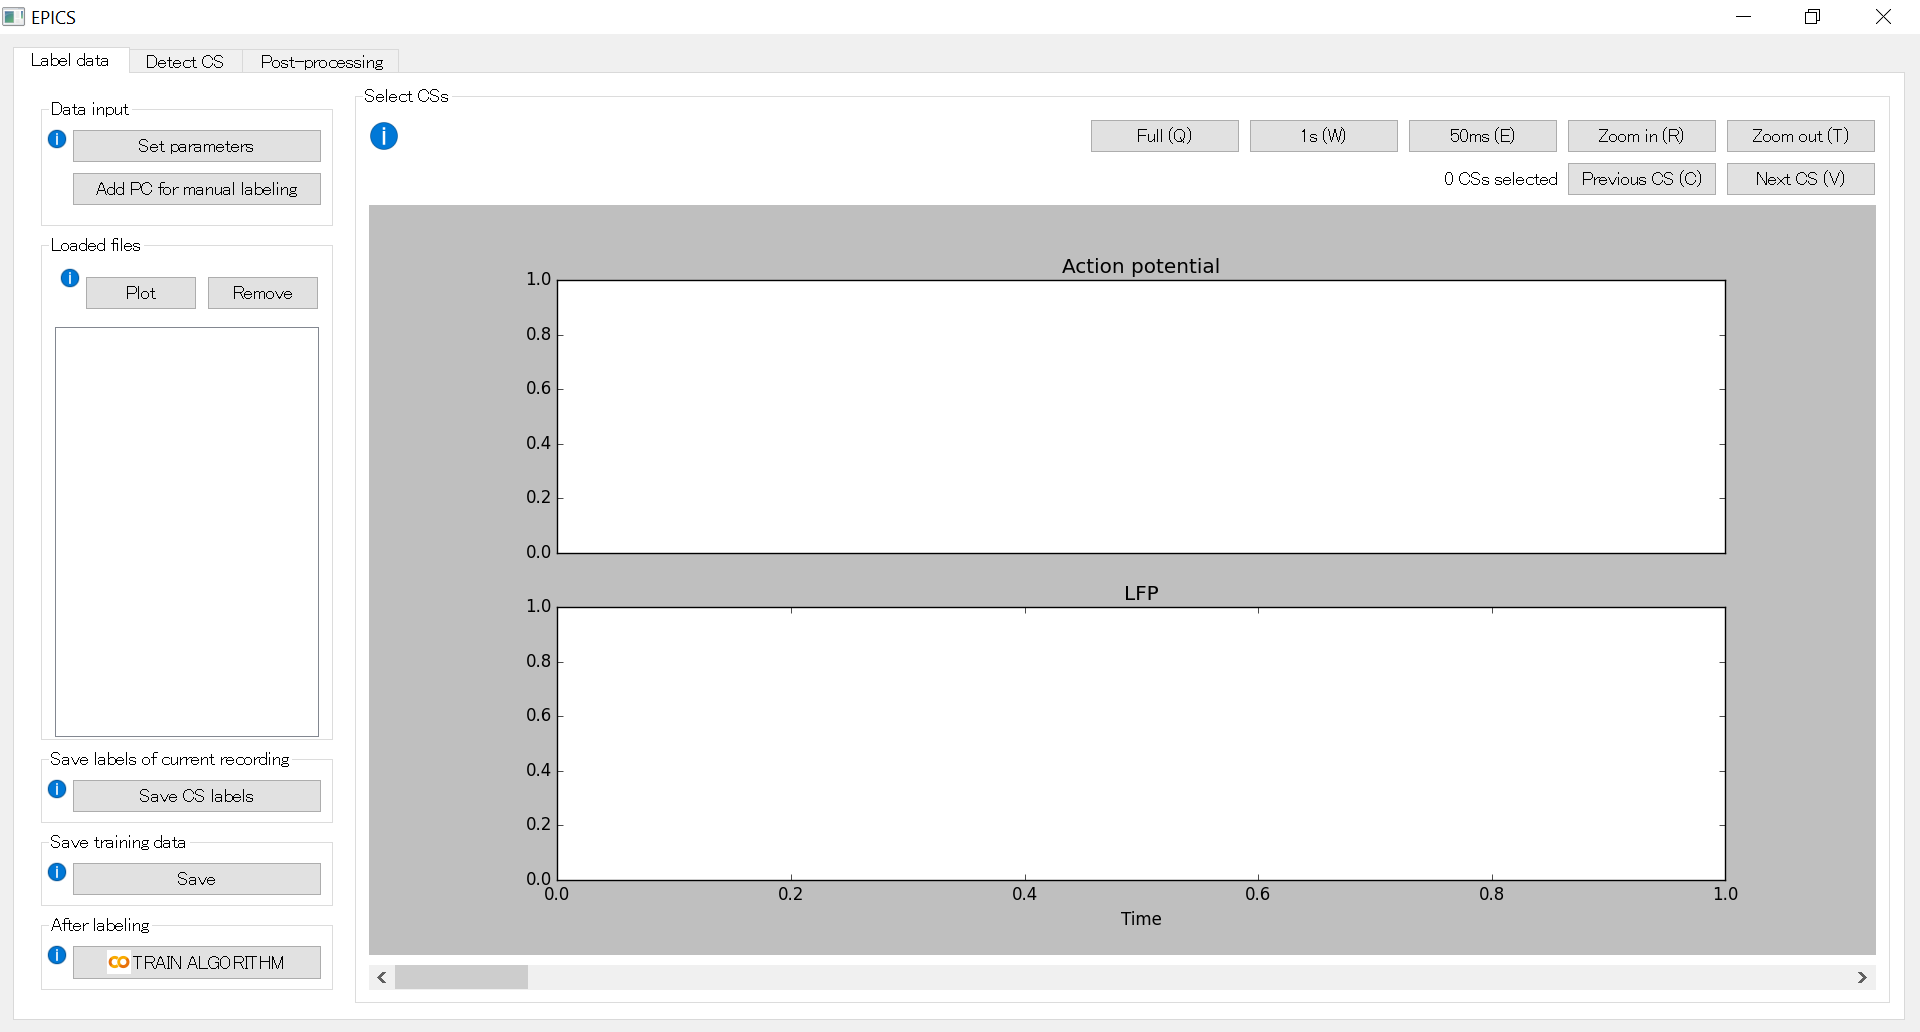 EPICS
Label data
Detect CS
Post-processing
Data input
Set parameters
Add PC for manual labeling
Loaded files
Plot
Remove
Save labels of current recording
Save CS labels
Save training data
Save
After labeling
TRAIN ALGORITHM
Select CSs
Full (Q)
1s (W)
50ms (E)
Zoom in (R)
Zoom out (T)
0 CSs selected
Previous CS (C)
Next CS (V)
Action potential
1.0
0.8
0.6
0.4
0.2
0.0
LFP
1.0
0.8
0.6
0.4
0.2
0.0
0.0 0.2 0.4 0.6 0.8 1.0
Time